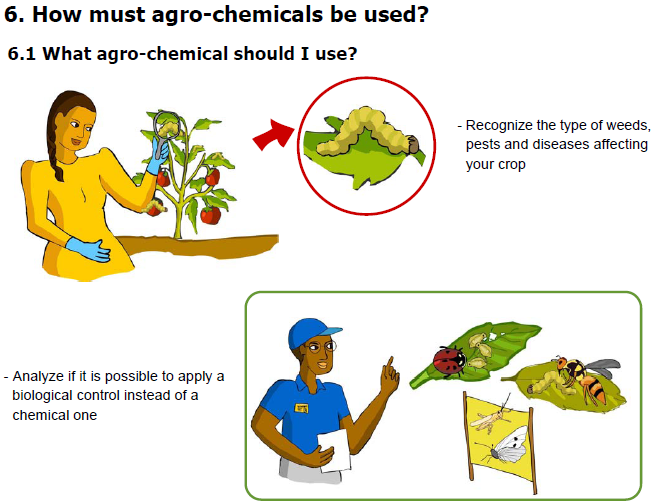 6. How must agro-chemicals be used?
6.1 What agro-chemical should I use?
- Recognize the type of weeds,
pests and diseases affecting
your crop
- Analyze if it is possible to apply a
biological control instead of a
chemical one